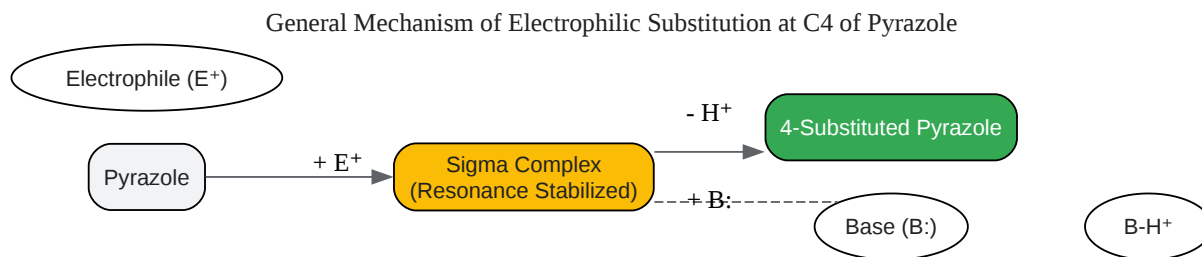 General Mechanism of Electrophilic Substitution at C4 of Pyrazole
Electrophile (E⁺)
Pyrazole
+ E⁺
Sigma Complex
(Resonance Stabilized)
- H⁺
4-Substituted Pyrazole
+ B:
Base (B:)
B-H⁺